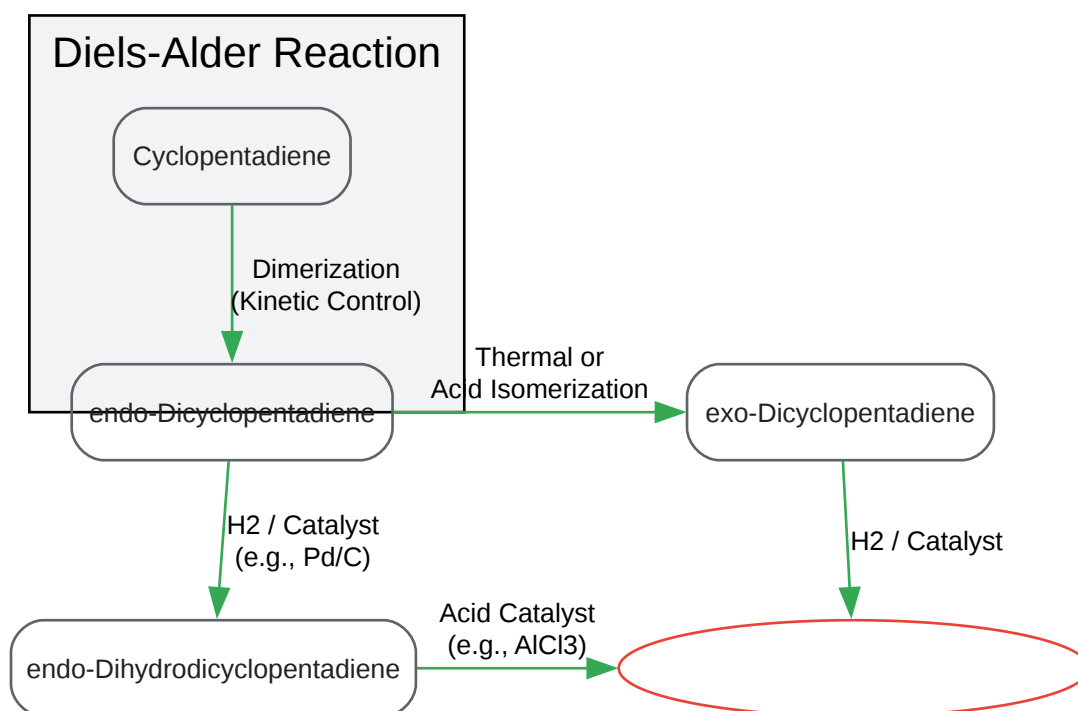 Diels-Alder Reaction
Cyclopentadiene
Dimerization
(Kinetic Control)
endo-Dicyclopentadiene
Thermal or
Acid Isomerization
exo-Dicyclopentadiene
H2 / Catalyst
(e.g., Pd/C)
H2 / Catalyst
endo-Dihydrodicyclopentadiene
Acid Catalyst
(e.g., AlCl3)